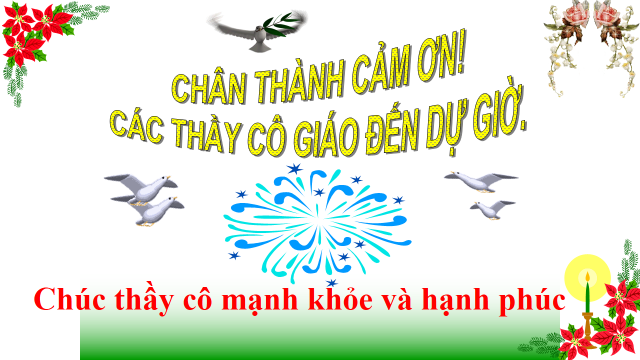 CHÂN THÀNH CẢM ƠN!
CÁC THẦY CÔ GIÁO ĐẾN DỰ GIỜ.
Chúc thầy cô mạnh khỏe và hạnh phúc